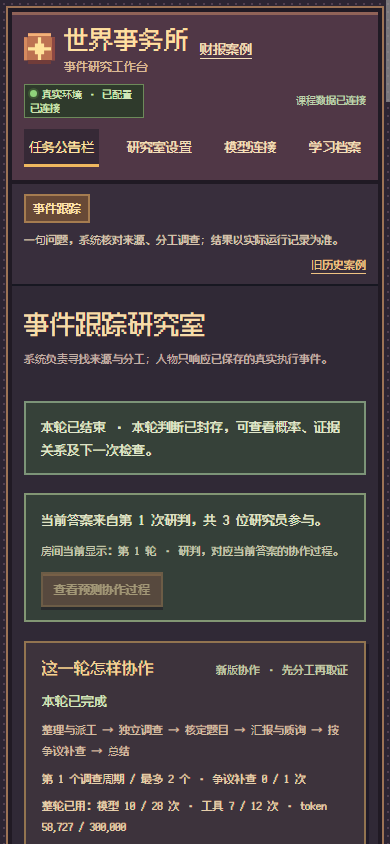 世界事务所 财报案例
事件研究工作台
真实环境 · 已配置
已连接
课程数据已连接
任务公告栏 研究室设置 模型连接 学习档案
事件跟踪
一句问题，系统核对来源、分工调查；结果以实际运行记录为准。
旧历史案例
事件跟踪研究室
系统负责寻找来源与分工；人物只响应已保存的真实执行事件。
本轮已结束 · 本轮判断已封存，可查看概率、证据
关系及下一次检查。
当前答案来自第 1 次研判，共 3 位研究员参与。
房间当前显示：第 1 轮 · 研判，对应当前答案的协作过程。
查看预测协作过程
这一轮怎样协作 新版协作 · 先分工再取证
本轮已完成
整理与派工 → 独立调查 → 核定题目 → 汇报与质询 → 按
争议补查 → 总结
第 1 个调查周期 / 最多 2 个 · 争议补查 0 / 1 次
整轮已用：模型 10 / 28 次 · 工具 7 / 12 次 · token
58,727 / 300,000